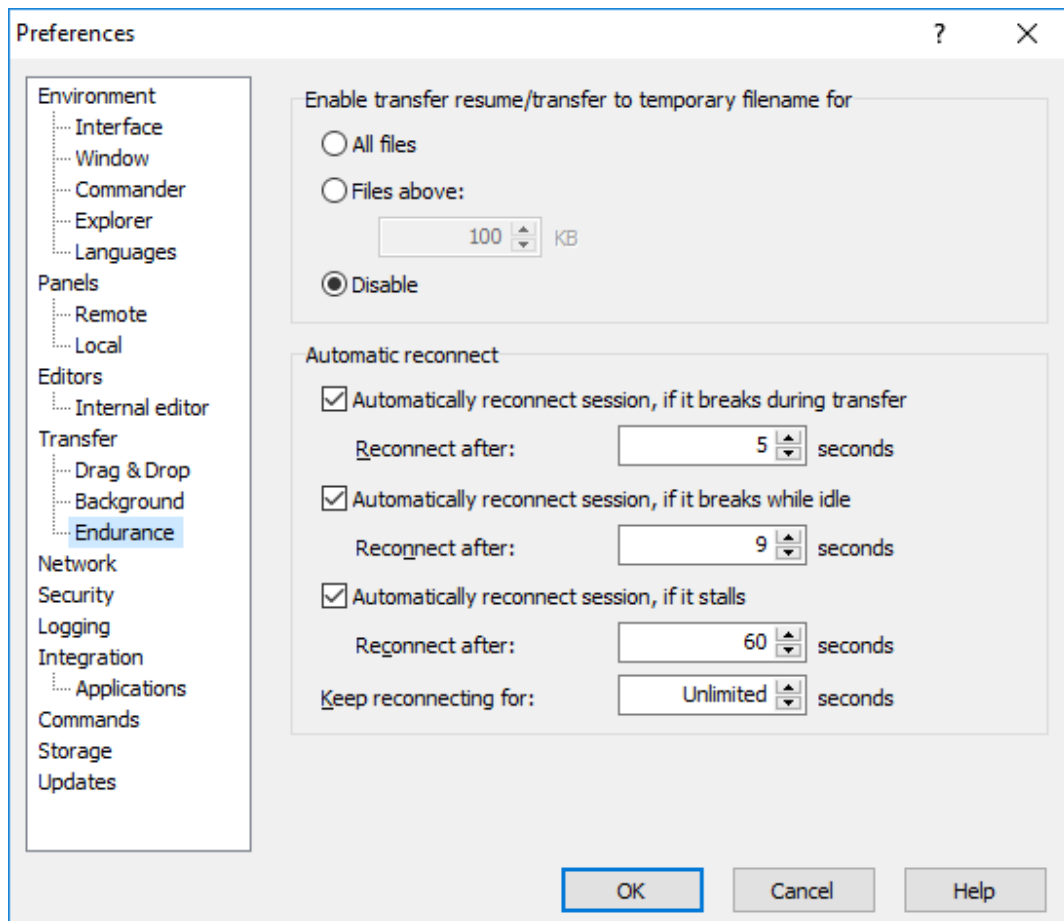 Preferences
?
Environment
Interface
Window
Commander
Explorer
Languages
Panels
Remote
Local
Editors
Internal editor
Transfer
Drag & Drop
Background
Endurance
Network
Security
Logging
Integration
Applications
Commands
Storage
Updates
Enable transfer resume/transfer to temporary filename for
All files
Files above:
100 KB
Disable
Automatic reconnect
Automatically reconnect session, if it breaks during transfer
Reconnect after: 5 seconds
Automatically reconnect session, if it breaks while idle
Reconnect after: 9 seconds
Automatically reconnect session, if it stalls
Reconnect after: 60 seconds
Keep reconnecting for: Unlimited seconds
OK Cancel Help